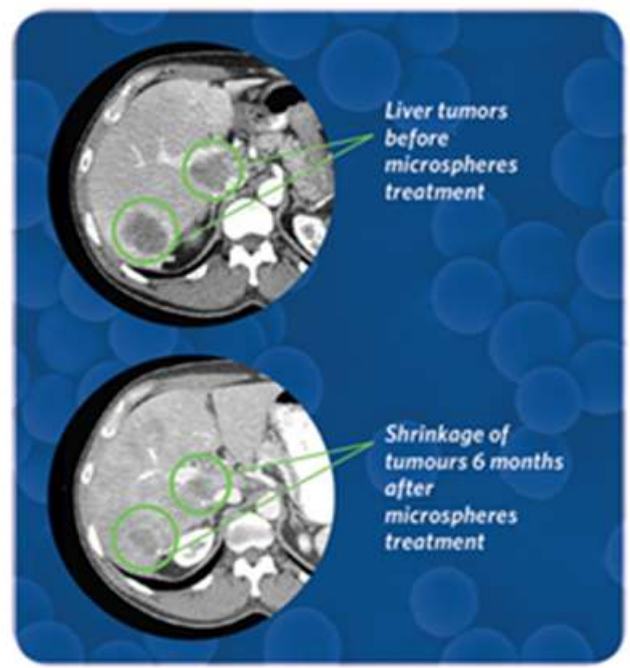 Liver tumors
before
microspheres
treatment
Shrinkage of
tumours 6 months
after
microspheres
treatment